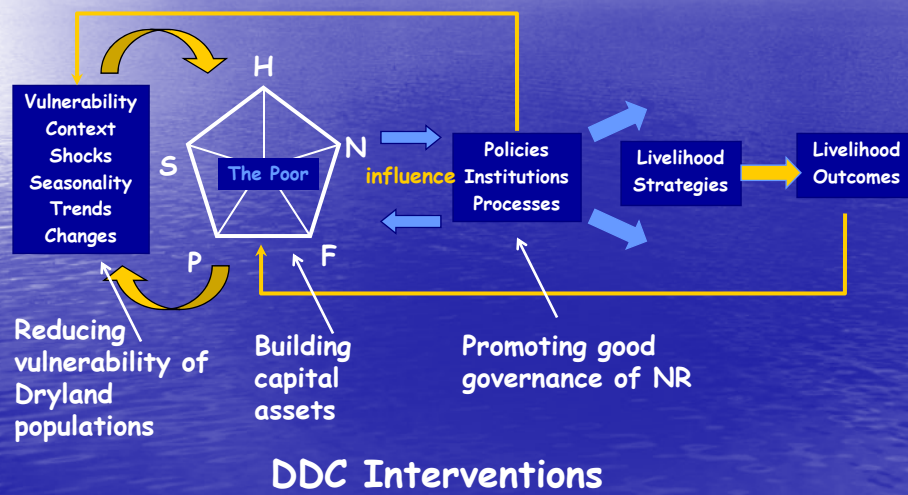 Vulnerability
Context
Shocks
Seasonality
Trends
Changes
H
S
N
The Poor
P
F
influence
Policies
Institutions
Processes
Livelihood
Strategies
Livelihood
Outcomes
Reducing
vulnerability of
Dryland
populations
Building
capital
assets
Promoting good
governance of NR
DDC Interventions